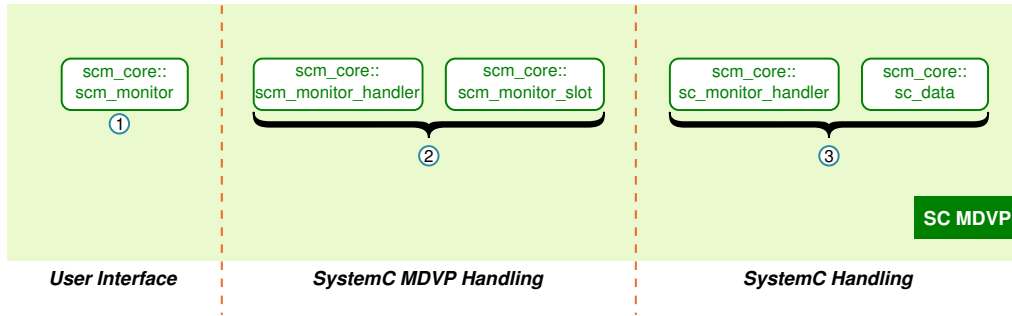 scm_core::
scm_monitor
1
scm_core::
scm_monitor_handler
scm_core::
scm_monitor_slot
2
scm_core::
sc_monitor_handler
scm_core::
sc_data
3
SC MDVP
User Interface
SystemC MDVP Handling
SystemC Handling